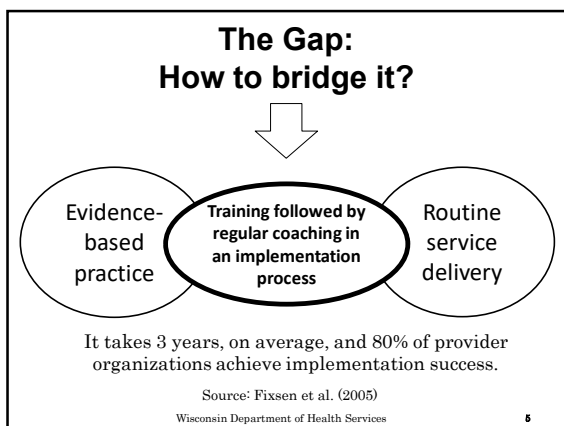 The Gap:
How to bridge it?
Evidence-
based
practice
Training followed by
regular coaching in
an implementation
process
Routine
service
delivery
It takes 3 years, on average, and 80% of provider
organizations achieve implementation success.
Source: Fixsen et al. (2005)
Wisconsin Department of Health Services